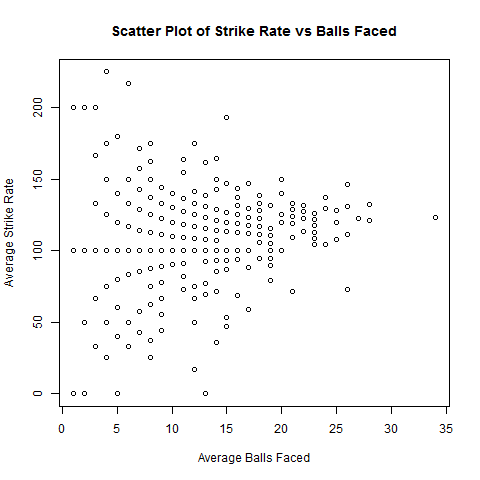 Scatter Plot of Strike Rate vs Balls Faced
Average Strike Rate
200
150
100
50
0
0 5 10 15 20 25 30 35
Average Balls Faced